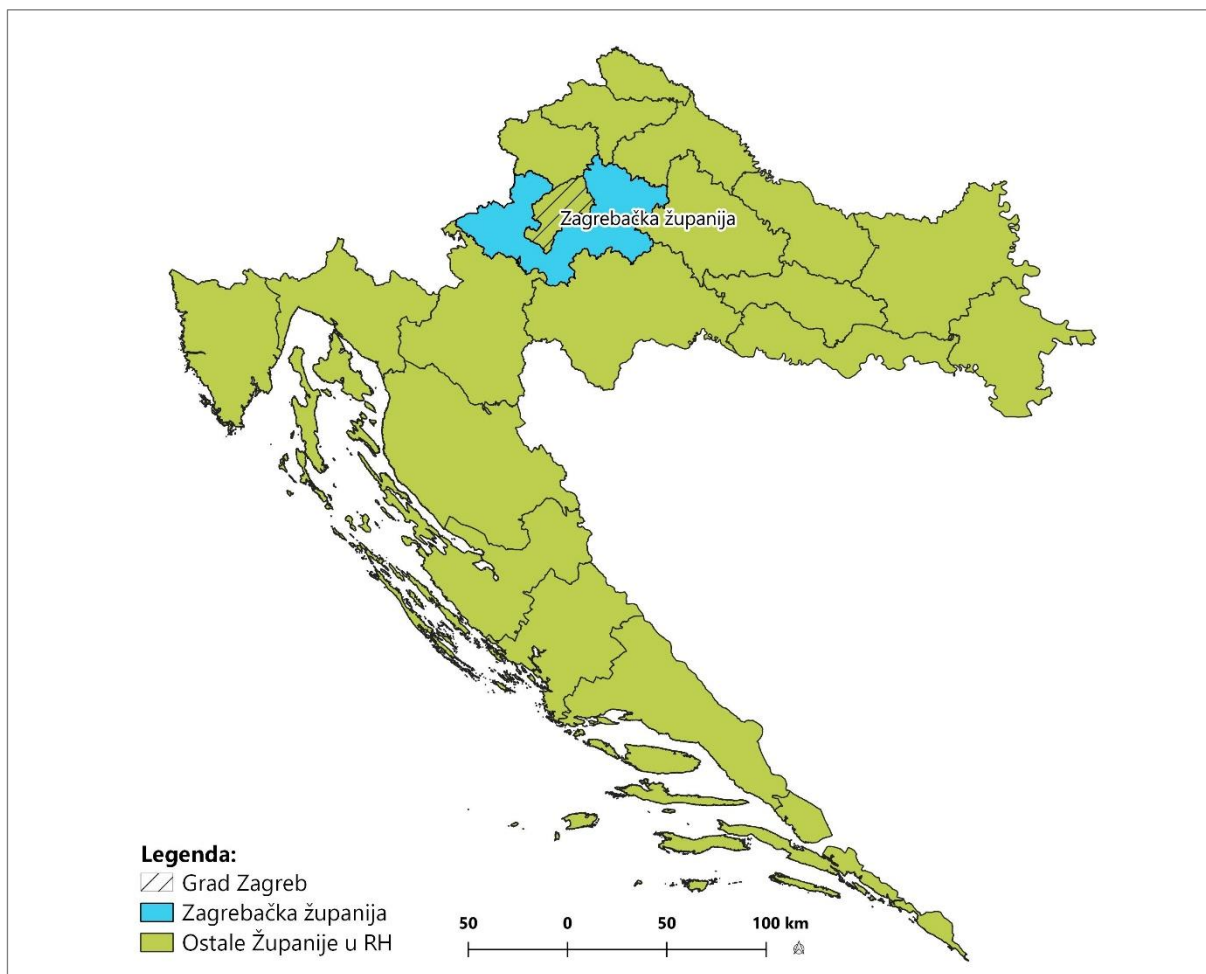 Zagrebačka županija
Legenda:
Grad Zagreb
Zagrebačka županija
Ostale Županije u RH
50 0 50 100 km